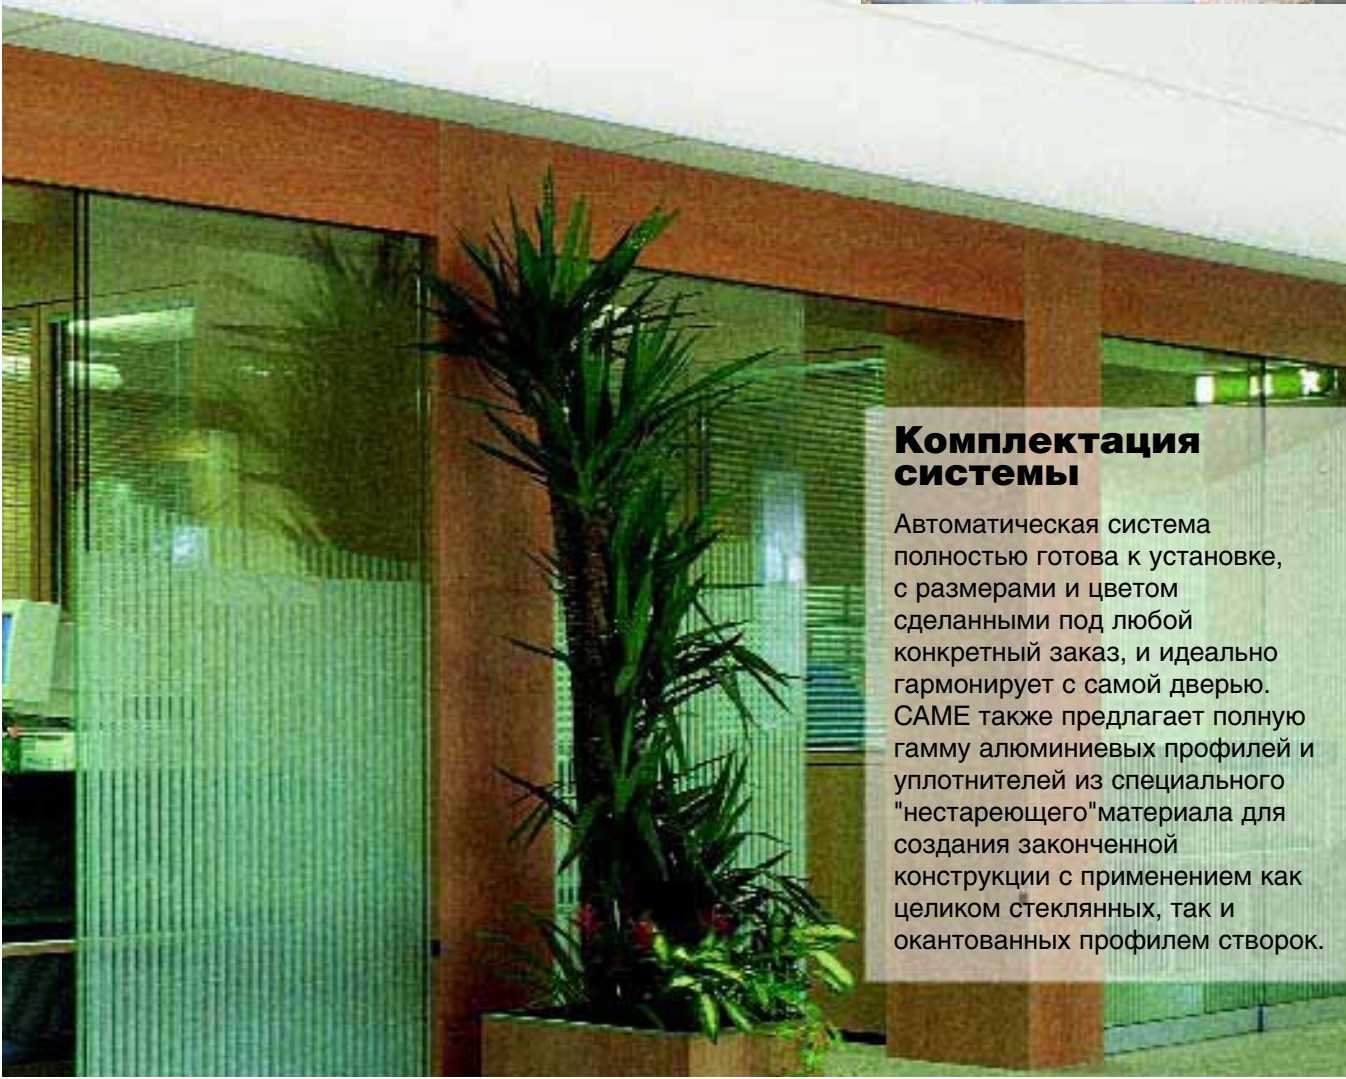 Комплектация
системы
Автоматическая система
полностью готова к установке,
с размерами и цветом
сделанными под любой
конкретный заказ, и идеально
гармонирует с самой дверью.
CAME также предлагает полную
гамму алюминиевых профилей и
уплотнителей из специального
"нестареющего"материала для
создания законченной
конструкции с применением как
целиком стеклянных, так и
окантованных профилем створок.